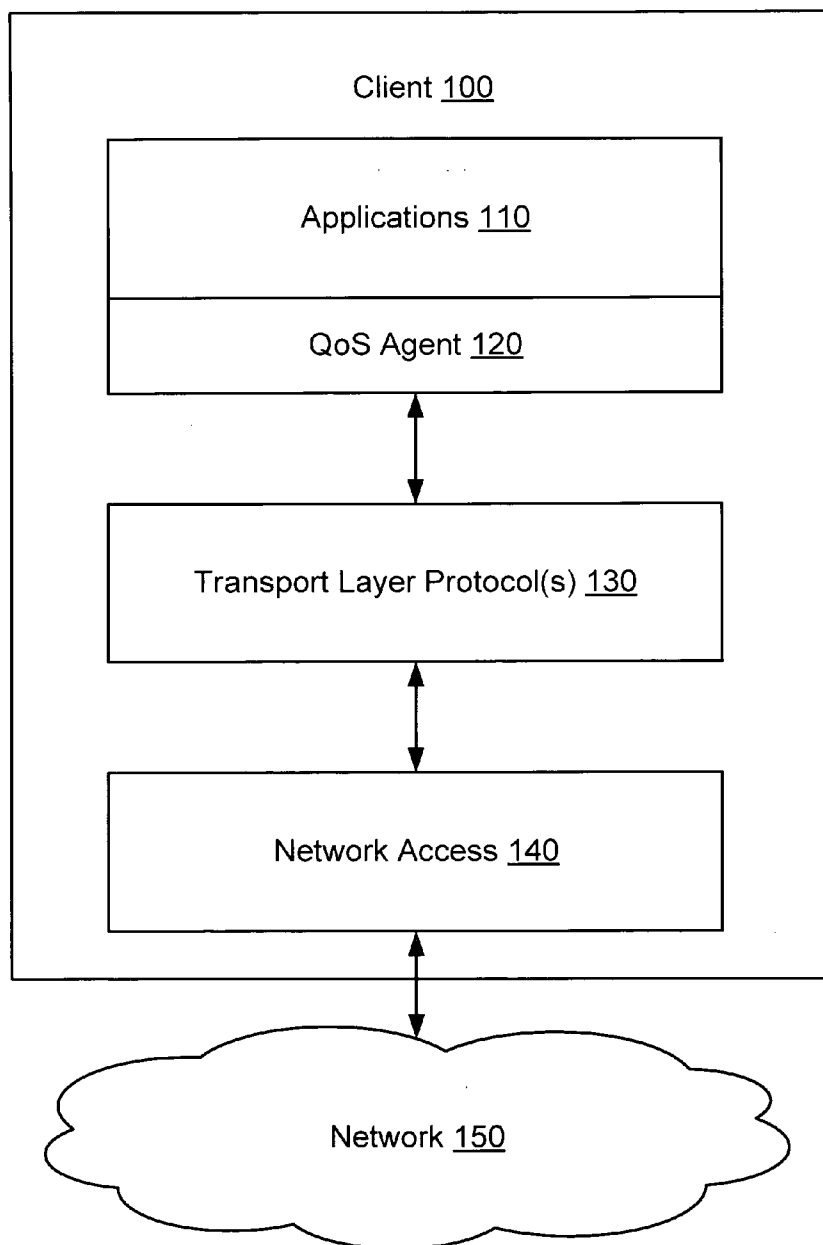 Client 100
Applications 110
QoS Agent 120
Transport Layer Protocol(s) 130
Network Access 140
Network 150